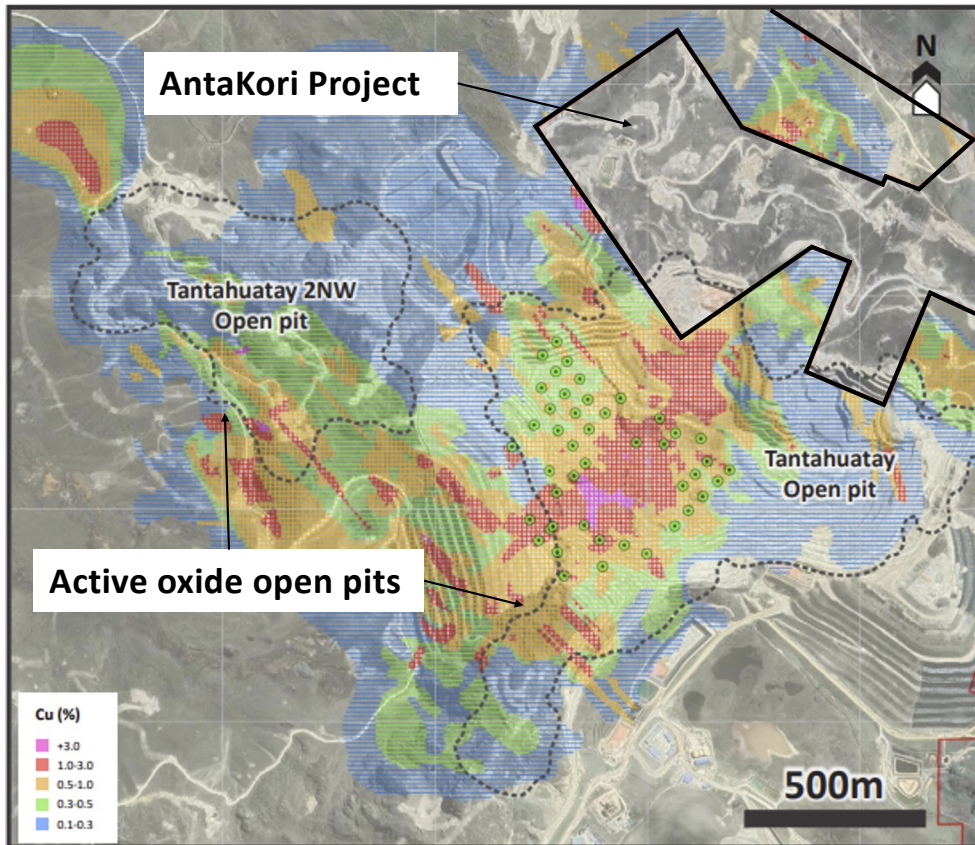 AntaKori Project
N
Tantahuatay 2NW
Open pit
Tantahuatay
Open pit
Active oxide open pits
Cu (%)
+3.0
1.0-3.0
0.5-1.0
0.3-0.5
0.1-0.3
500m